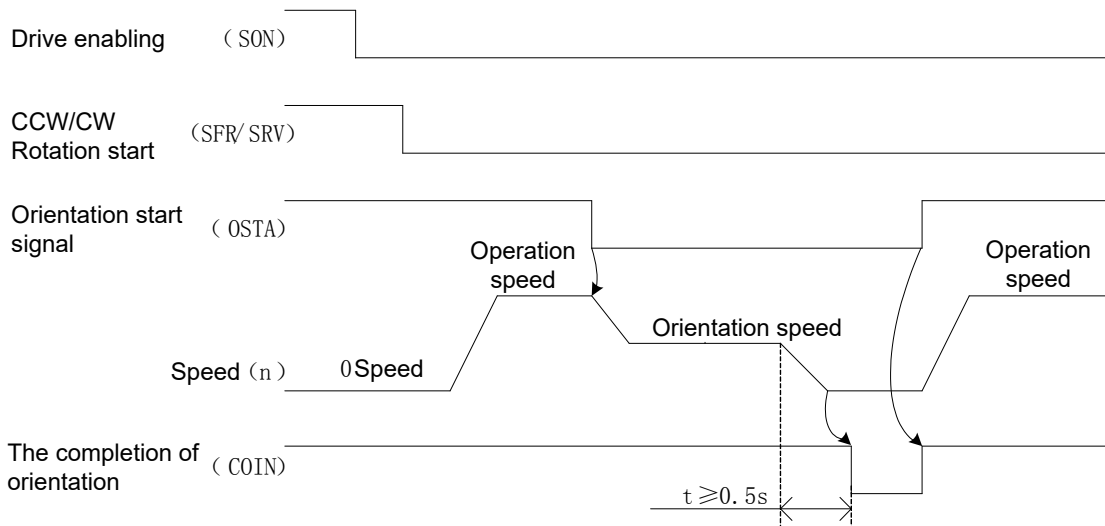 Drive enabling (SON)
CCW/CW
Rotation start
(SFR/SRV)
Orientation start
signal
(OSTA)
Operation
speed
Operation
speed
Orientation speed
Speed (n)
0Speed
The completion of
orientation
(COIN)
t≥0.5s